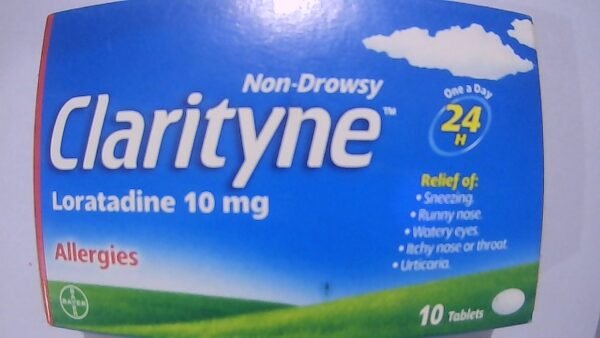 Non-Drowsy
Clarityne™
Loratadine 10 mg
Allergies
One a Day
24
H
Relief of:
• Sneezing.
• Runny nose.
• Watery eyes.
• Itchy nose or throat.
• Urticaria.
BAYER
10 Tablets